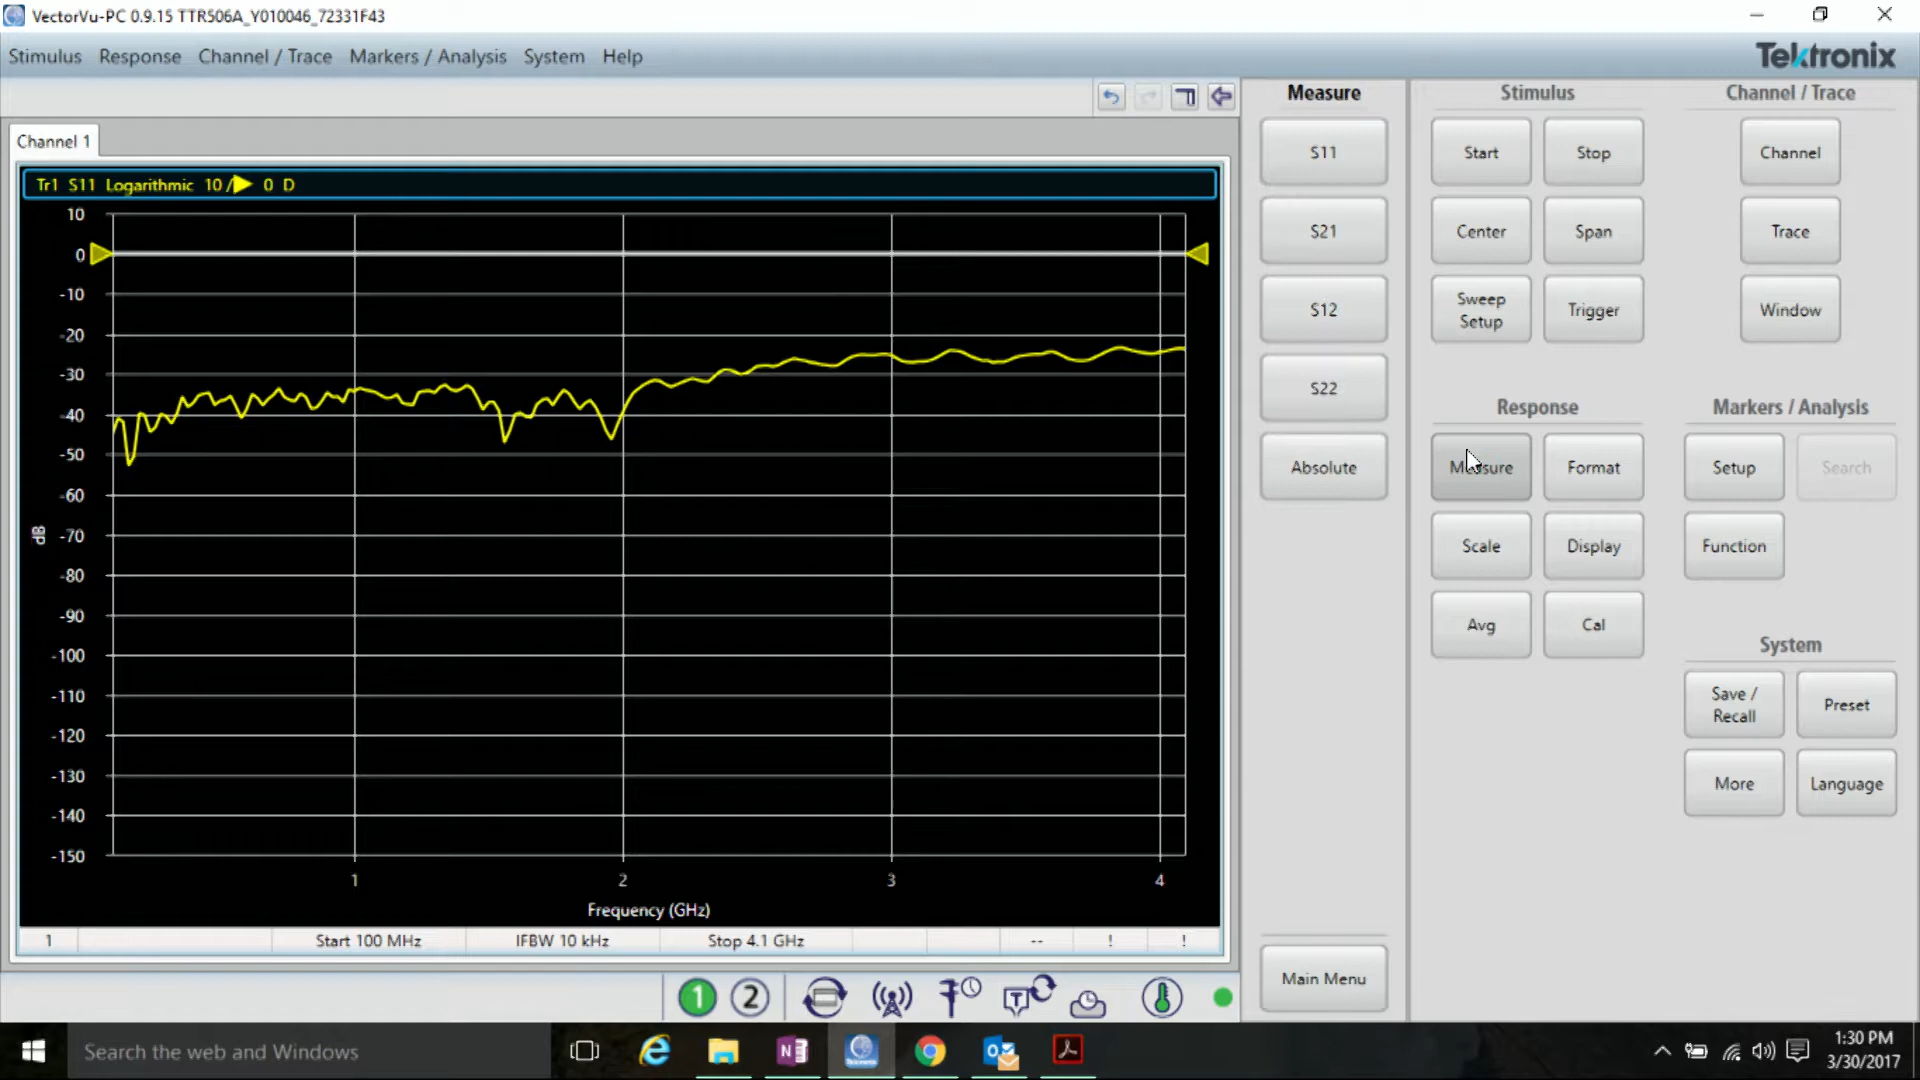 VectorVu-PC 0.9.15 TTR506A_Y010046_72331F43
Stimulus Response Channel / Trace Markers / Analysis System Help
Tektronix
Channel 1
Tr1 S11 Logarithmic 10 / 0 D
10
0
-10
-20
-30
-40
-50
-60
-70
-80
-90
-100
-110
-120
-130
-140
-150
dB
1 2 3 4
Frequency (GHz)
1 Start 100 MHz IFBW 10 kHz Stop 4.1 GHz -- ! !
1 2
Measure
S11
S21
S12
S22
Absolute
Main Menu
Stimulus
Start Stop
Center Span
Sweep
Setup
Trigger
Response
Measure Format
Scale Display
Avg Cal
Channel / Trace
Channel
Trace
Window
Markers / Analysis
Setup Search
Function
System
Save /
Recall
Preset
More Language
Search the web and Windows
1:30 PM
3/30/2017